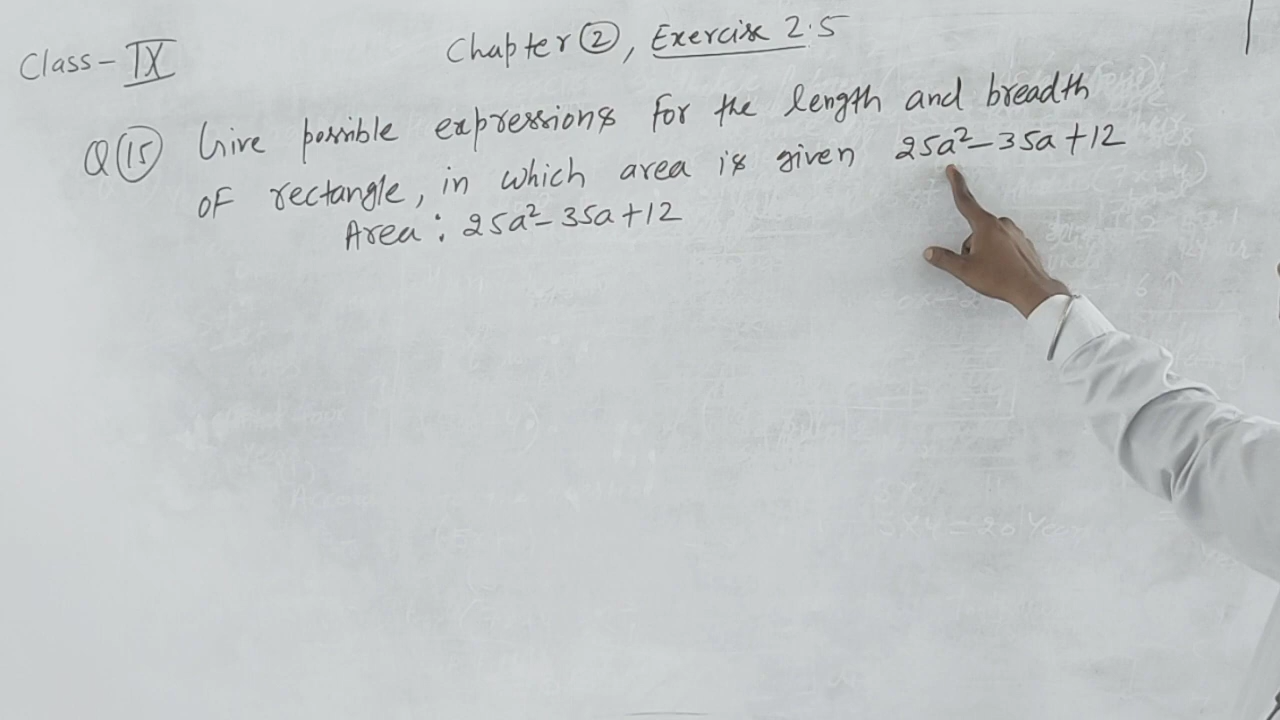 Class - IX
Chapter 2, Exercise 2.5
Q 15 Give possible expressions for the length and breadth
of rectangle, in which area is given 25a²-35a+12
Area : 25a²-35a+12